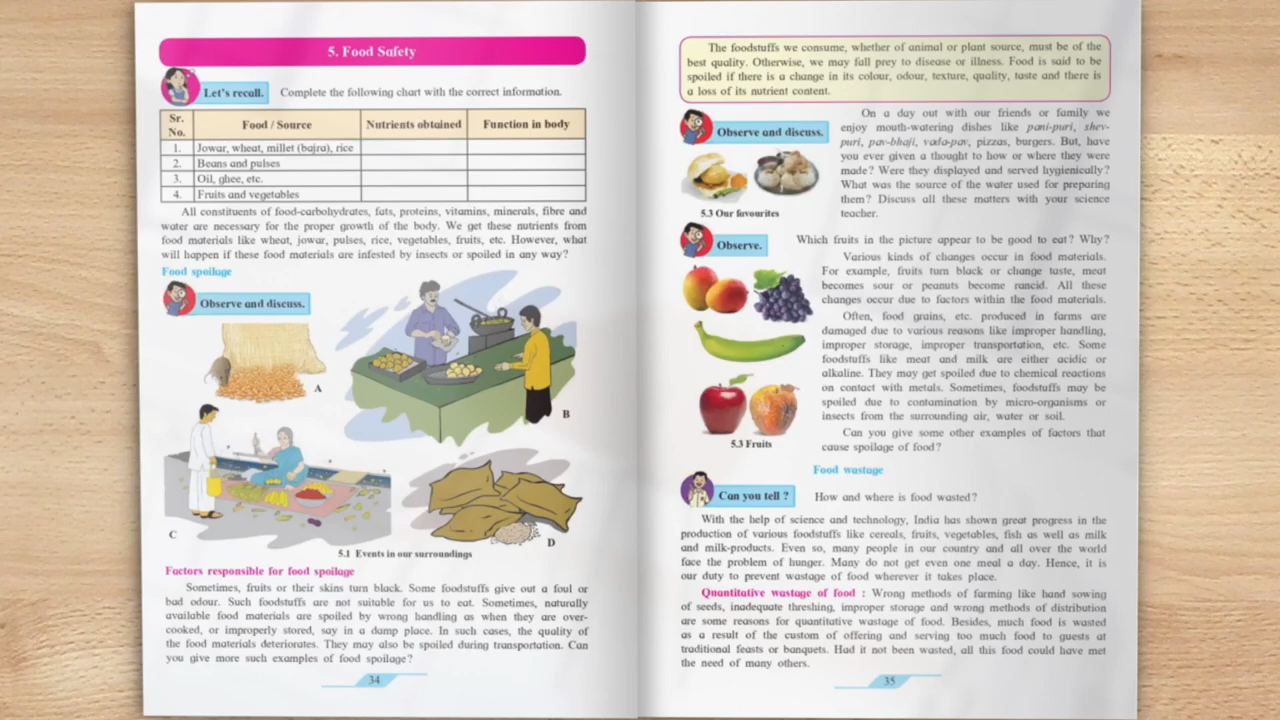 5. Food Safety
Let's recall. Complete the following chart with the correct information.
Sr. No. Food / Source Nutrients obtained Function in body
1. Jowar, wheat, millet (bajra), rice
2. Beans and pulses
3. Oil, ghee, etc.
4. Fruits and vegetables
All constituents of food-carbohydrates, fats, proteins, vitamins, minerals, fibre and
water are necessary for the proper growth of the body. We get these nutrients from
food materials like wheat, jowar, pulses, rice, vegetables, fruits, etc. However, what
will happen if these food materials are infested by insects or spoiled in any way?
Food spoilage
Observe and discuss.
A
B
C
D
5.1 Events in our surroundings
Factors responsible for food spoilage
Sometimes, fruits or their skins turn black. Some foodstuffs give out a foul or
bad odour. Such foodstuffs are not suitable for us to eat. Sometimes, naturally
available food materials are spoiled by wrong handling as when they are over-
cooked, or improperly stored, say in a damp place. In such cases, the quality of
the food materials deteriorates. They may also be spoiled during transportation. Can
you give more such examples of food spoilage?
34
The foodstuffs we consume, whether of animal or plant source, must be of the
best quality. Otherwise, we may fall prey to disease or illness. Food is said to be
spoiled if there is a change in its colour, odour, texture, quality, taste and there is
a loss of its nutrient content.
Observe and discuss.
On a day out with our friends or family we
enjoy mouth-watering dishes like pani-puri, shev-
puri, pav-bhaji, vada-pav, pizzas, burgers. But, have
you ever given a thought to how or where they were
made? Were they displayed and served hygienically?
What was the source of the water used for preparing
them? Discuss all these matters with your science
teacher.
5.3 Our favourites
Observe. Which fruits in the picture appear to be good to eat? Why?
Various kinds of changes occur in food materials.
For example, fruits turn black or change taste, meat
becomes sour or peanuts become rancid. All these
changes occur due to factors within the food materials.
Often, food grains, etc. produced in farms are
damaged due to various reasons like improper handling,
improper storage, improper transportation, etc. Some
foodstuffs like meat and milk are either acidic or
alkaline. They may get spoiled due to chemical reactions
on contact with metals. Sometimes, foodstuffs may be
spoiled due to contamination by micro-organisms or
insects from the surrounding air, water or soil.
Can you give some other examples of factors that
cause spoilage of food?
5.3 Fruits
Food wastage
Can you tell ? How and where is food wasted?
With the help of science and technology, India has shown great progress in the
production of various foodstuffs like cereals, fruits, vegetables, fish as well as milk
and milk-products. Even so, many people in our country and all over the world
face the problem of hunger. Many do not get even one meal a day. Hence, it is
our duty to prevent wastage of food wherever it takes place.
Quantitative wastage of food : Wrong methods of farming like hand sowing
of seeds, inadequate threshing, improper storage and wrong methods of distribution
are some reasons for quantitative wastage of food. Besides, much food is wasted
as a result of the custom of offering and serving too much food to guests at
traditional feasts or banquets. Had it not been wasted, all this food could have met
the need of many others.
35